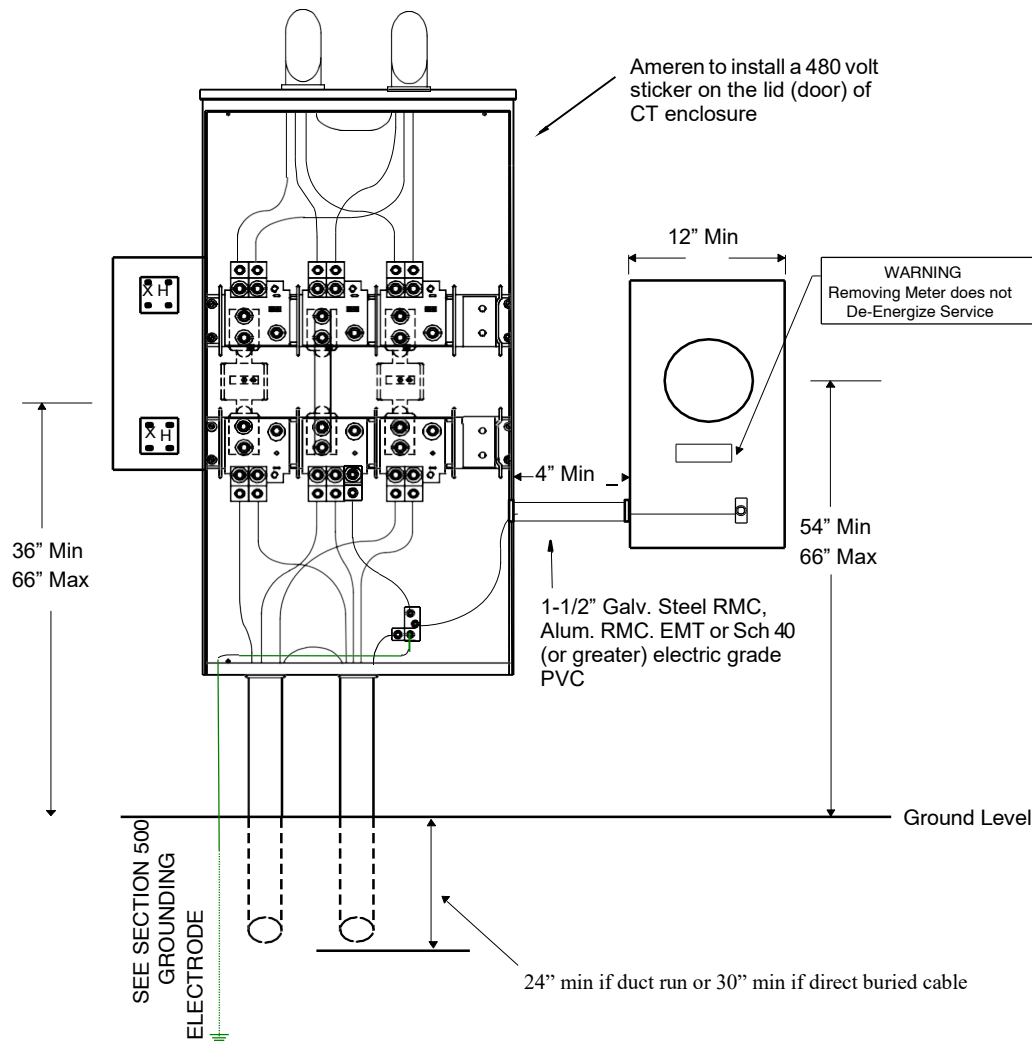 Ameren to install a 480 volt
sticker on the lid (door) of
CT enclosure
12” Min
WARNING
Removing Meter does not
De-Energize Service
X H
X H
4” Min
36” Min
66” Max
54” Min
66” Max
1-1/2” Galv. Steel RMC,
Alum. RMC. EMT or Sch 40
(or greater) electric grade
PVC
Ground Level
SEE SECTION 500
GROUNDING
ELECTRODE
24” min if duct run or 30” min if direct buried cable